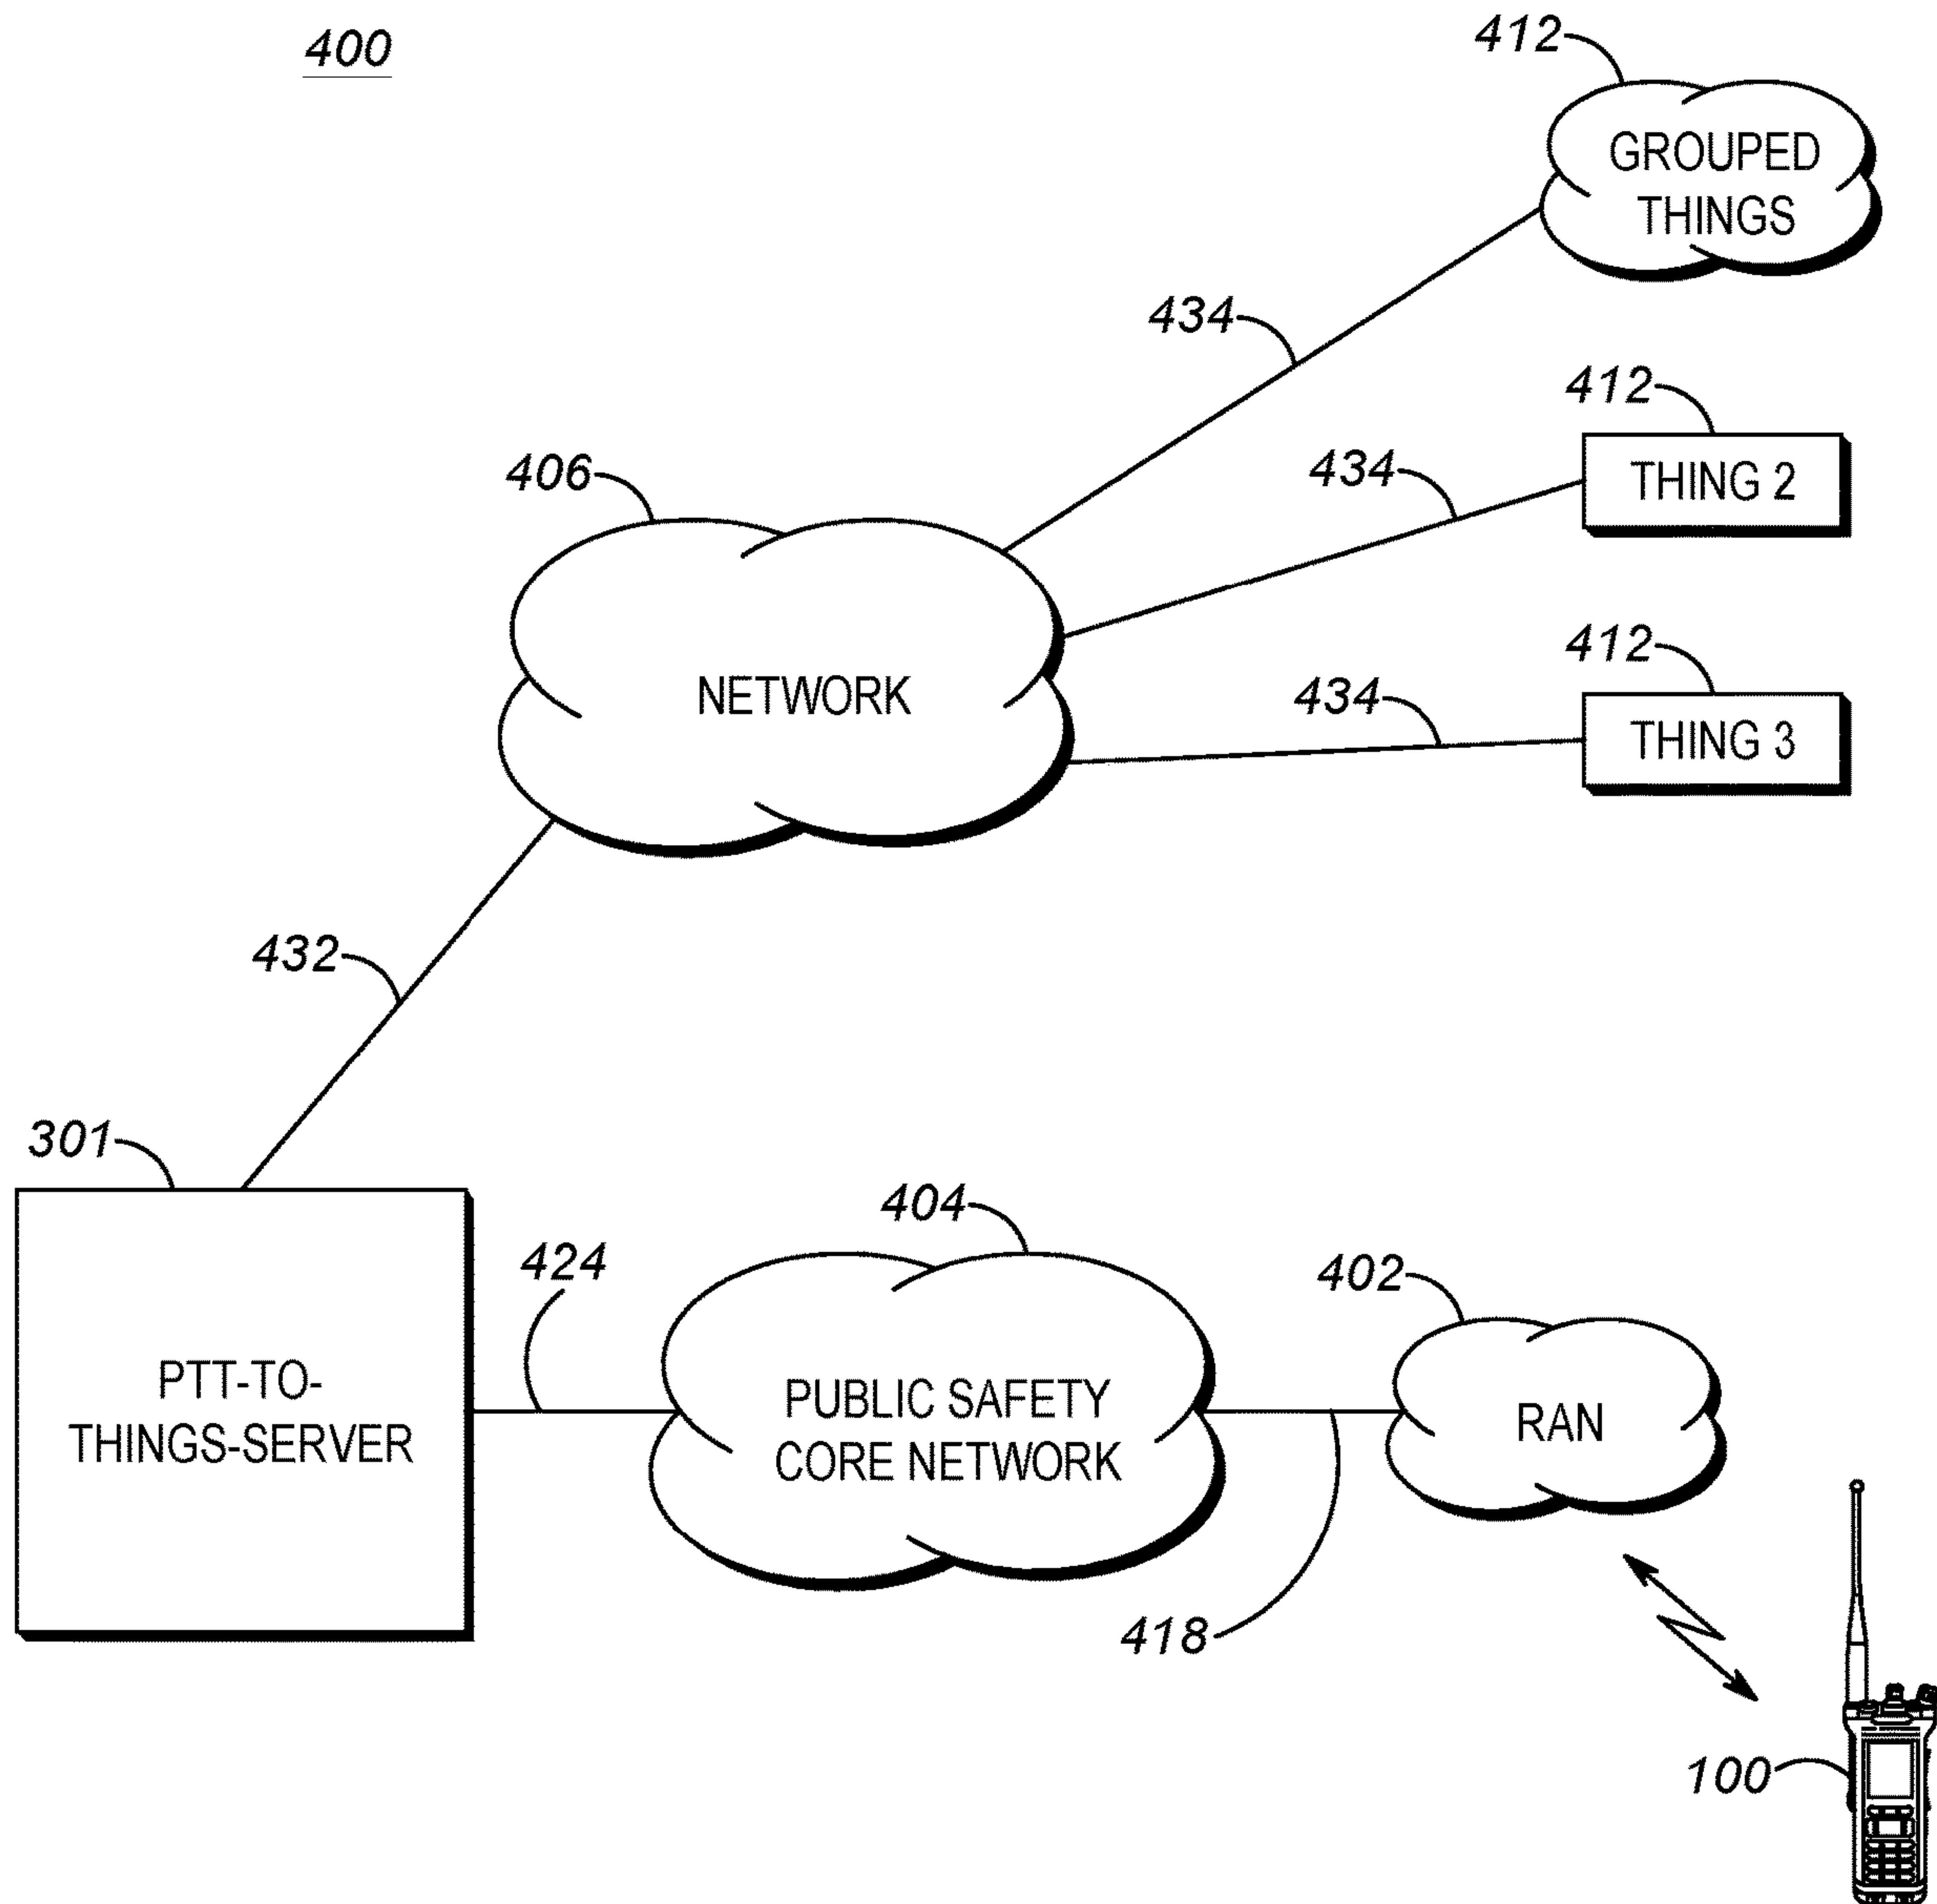 400
412
GROUPED
THINGS
434
412
THING 2
434
406
412
THING 3
434
NETWORK
432
301
PTT-TO-
THINGS-SERVER
424
404
PUBLIC SAFETY
CORE NETWORK
418
402
RAN
100